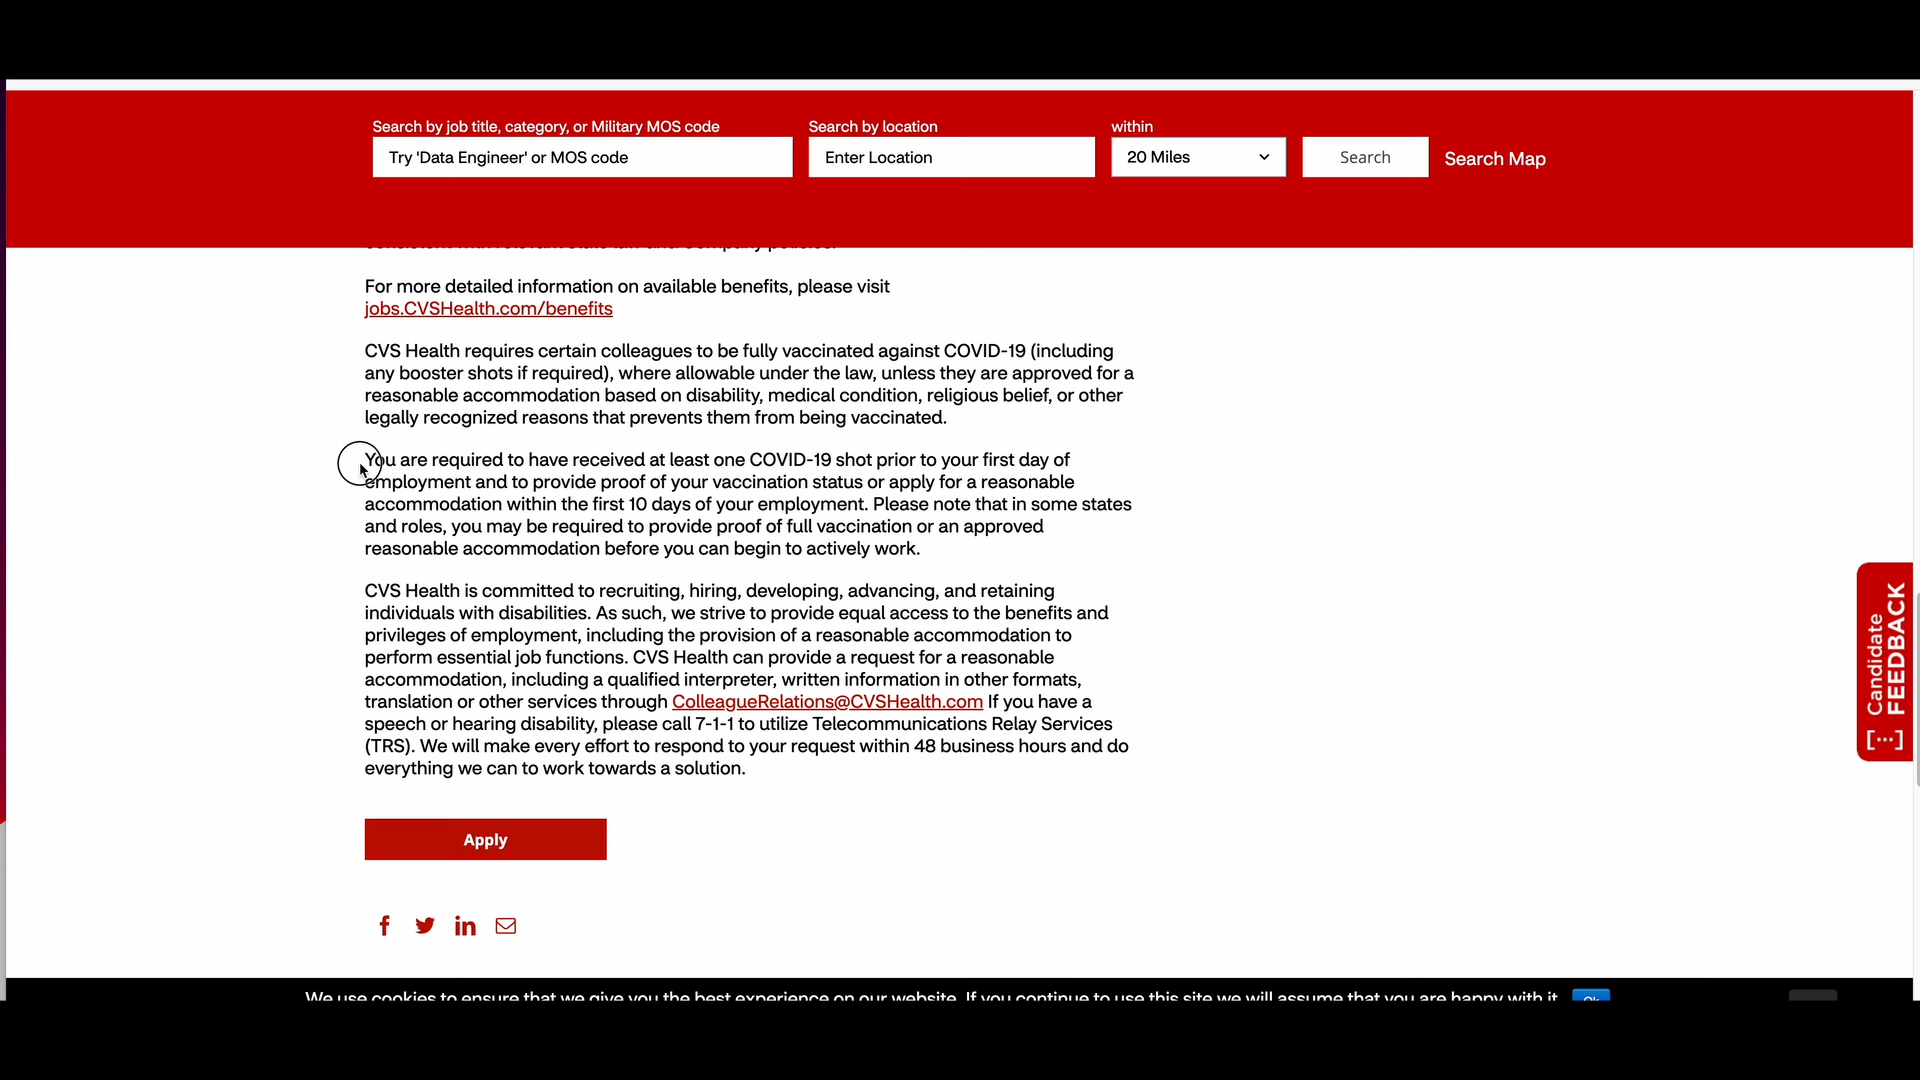 Search by job title, category, or Military MOS code
Search by location
within
Try 'Data Engineer' or MOS code
Enter Location
20 Miles
Search
Search Map
For more detailed information on available benefits, please visit
jobs.CVSHealth.com/benefits
CVS Health requires certain colleagues to be fully vaccinated against COVID-19 (including
any booster shots if required), where allowable under the law, unless they are approved for a
reasonable accommodation based on disability, medical condition, religious belief, or other
legally recognized reasons that prevents them from being vaccinated.
You are required to have received at least one COVID-19 shot prior to your first day of
employment and to provide proof of your vaccination status or apply for a reasonable
accommodation within the first 10 days of your employment. Please note that in some states
and roles, you may be required to provide proof of full vaccination or an approved
reasonable accommodation before you can begin to actively work.
CVS Health is committed to recruiting, hiring, developing, advancing, and retaining
individuals with disabilities. As such, we strive to provide equal access to the benefits and
privileges of employment, including the provision of a reasonable accommodation to
perform essential job functions. CVS Health can provide a request for a reasonable
accommodation, including a qualified interpreter, written information in other formats,
translation or other services through ColleagueRelations@CVSHealth.com If you have a
speech or hearing disability, please call 7-1-1 to utilize Telecommunications Relay Services
(TRS). We will make every effort to respond to your request within 48 business hours and do
everything we can to work towards a solution.
Apply
Candidate
FEEDBACK
We use cookies to ensure that we give you the best experience on our website. If you continue to use this site we will assume that you are happy with it.
Ok